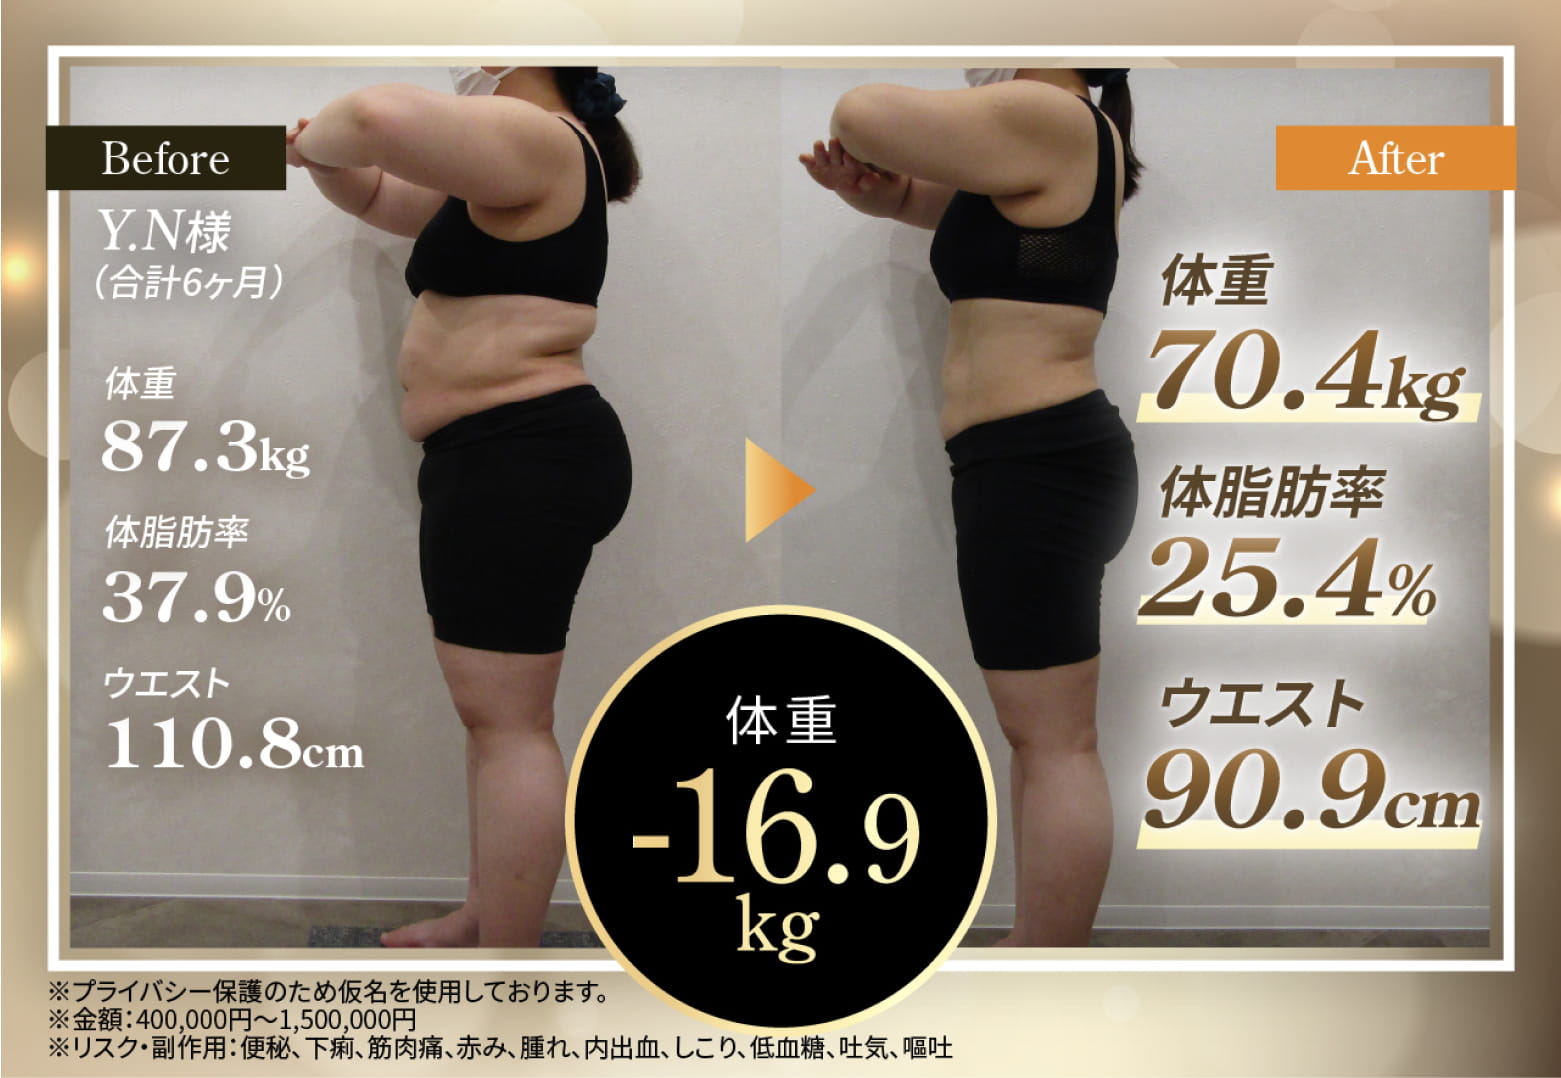 Before
Y.N様
（合計6ヶ月）
体重
87.3kg
体脂肪率
37.9%
ウエスト
110.8cm
After
体重
70.4kg
体脂肪率
25.4%
ウエスト
90.9cm
体重
-16.9
kg
※プライバシー保護のため仮名を使用しております。
※金額：400,000円〜1,500,000円
※リスク・副作用：便秘、下痢、筋肉痛、赤み、腫れ、内出血、しこり、低血糖、吐気、嘔吐